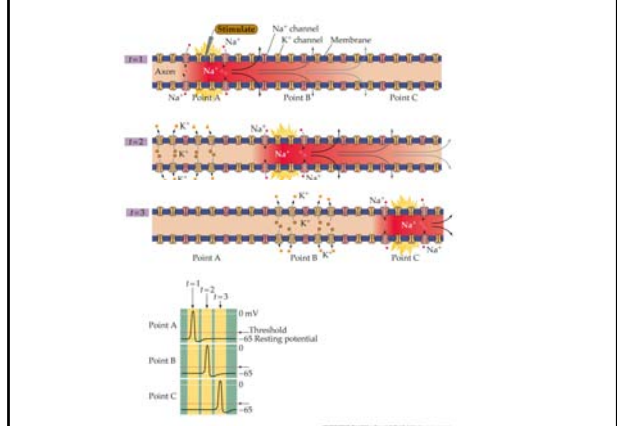 Stimulate
Na⁺ channel
Na⁺
K⁺ channel
Membrane
t=1
Axon
Na⁺
Na⁺
Point A
Point B
Point C
K⁺
Na⁺
t=2
K⁺
Na⁺
K⁺
Na⁺
K⁺
Na⁺
t=3
K⁺
Na⁺
K⁺
Na⁺
Point A
Point B
Point C
t=1
t=2
t=3
0 mV
Point A
Threshold
−65 Resting potential
0
Point B
−65
0
Point C
−65